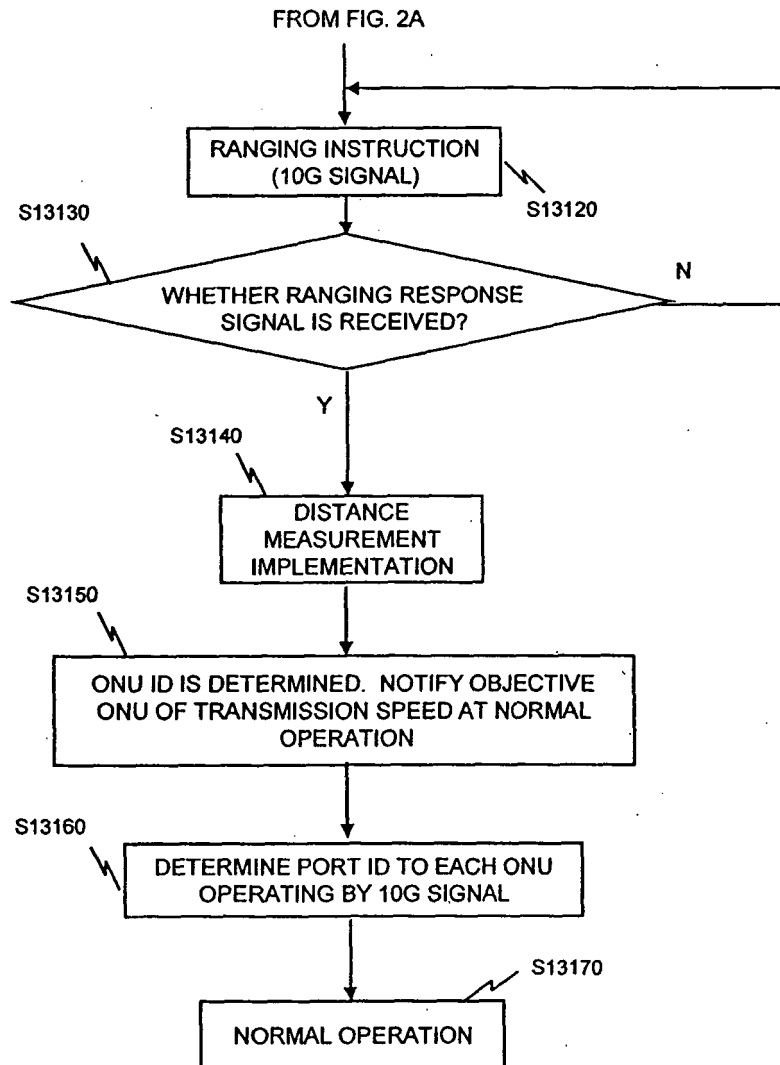 FROM FIG. 2A
RANGING INSTRUCTION
(10G SIGNAL)
S13120
S13130
WHETHER RANGING RESPONSE
SIGNAL IS RECEIVED?
N
Y
S13140
DISTANCE
MEASUREMENT
IMPLEMENTATION
S13150
ONU ID IS DETERMINED. NOTIFY OBJECTIVE
ONU OF TRANSMISSION SPEED AT NORMAL
OPERATION
S13160
DETERMINE PORT ID TO EACH ONU
OPERATING BY 10G SIGNAL
S13170
NORMAL OPERATION